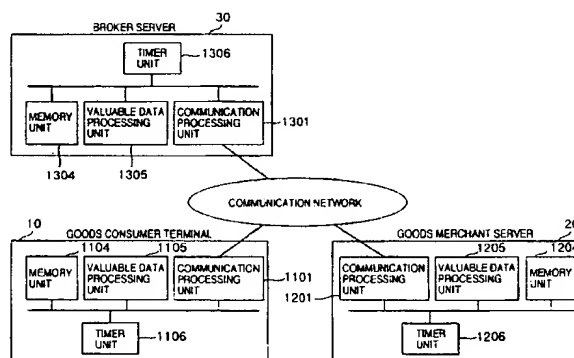 BROKER SERVER
30
TIMER UNIT
1306
MEMORY UNIT
VALUABLE DATA PROCESSING UNIT
COMMUNICATION PROCESSING UNIT
1301
1304
1305
COMMUNICATION NETWORK
10
GOODS CONSUMER TERMINAL
1104
1105
MEMORY UNIT
VALUABLE DATA PROCESSING UNIT
COMMUNICATION PROCESSING UNIT
1101
TIMER UNIT
1106
GOODS MERCHANT SERVER
20
1205
1204
COMMUNICATION PROCESSING UNIT
VALUABLE DATA PROCESSING UNIT
MEMORY UNIT
1201
TIMER UNIT
1206